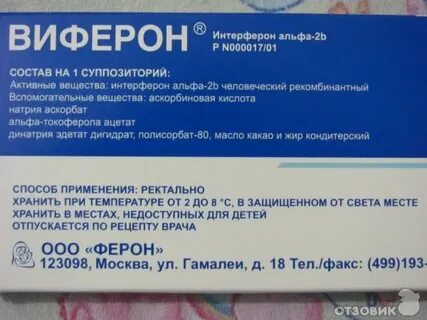 ВИФЕРОН®
Интерферон альфа-2b
Р N000017/01
СОСТАВ НА 1 СУППОЗИТОРИЙ:
Активные вещества: интерферон альфа-2b человеческий рекомбинантный
Вспомогательные вещества: аскорбиновая кислота
натрия аскорбат
альфа-токоферола ацетат
динатрия эдетат дигидрат, полисорбат-80, масло какао и жир кондитерский
СПОСОБ ПРИМЕНЕНИЯ: РЕКТАЛЬНО
ХРАНИТЬ ПРИ ТЕМПЕРАТУРЕ ОТ 2 ДО 8 °С, В ЗАЩИЩЕННОМ ОТ СВЕТА МЕСТЕ
ХРАНИТЬ В МЕСТАХ, НЕДОСТУПНЫХ ДЛЯ ДЕТЕЙ
ОТПУСКАЕТСЯ ПО РЕЦЕПТУ ВРАЧА
ООО «ФЕРОН»
123098, Москва, ул. Гамалеи, д. 18 Тел./факс: (499)193-
ОТЗОВИК